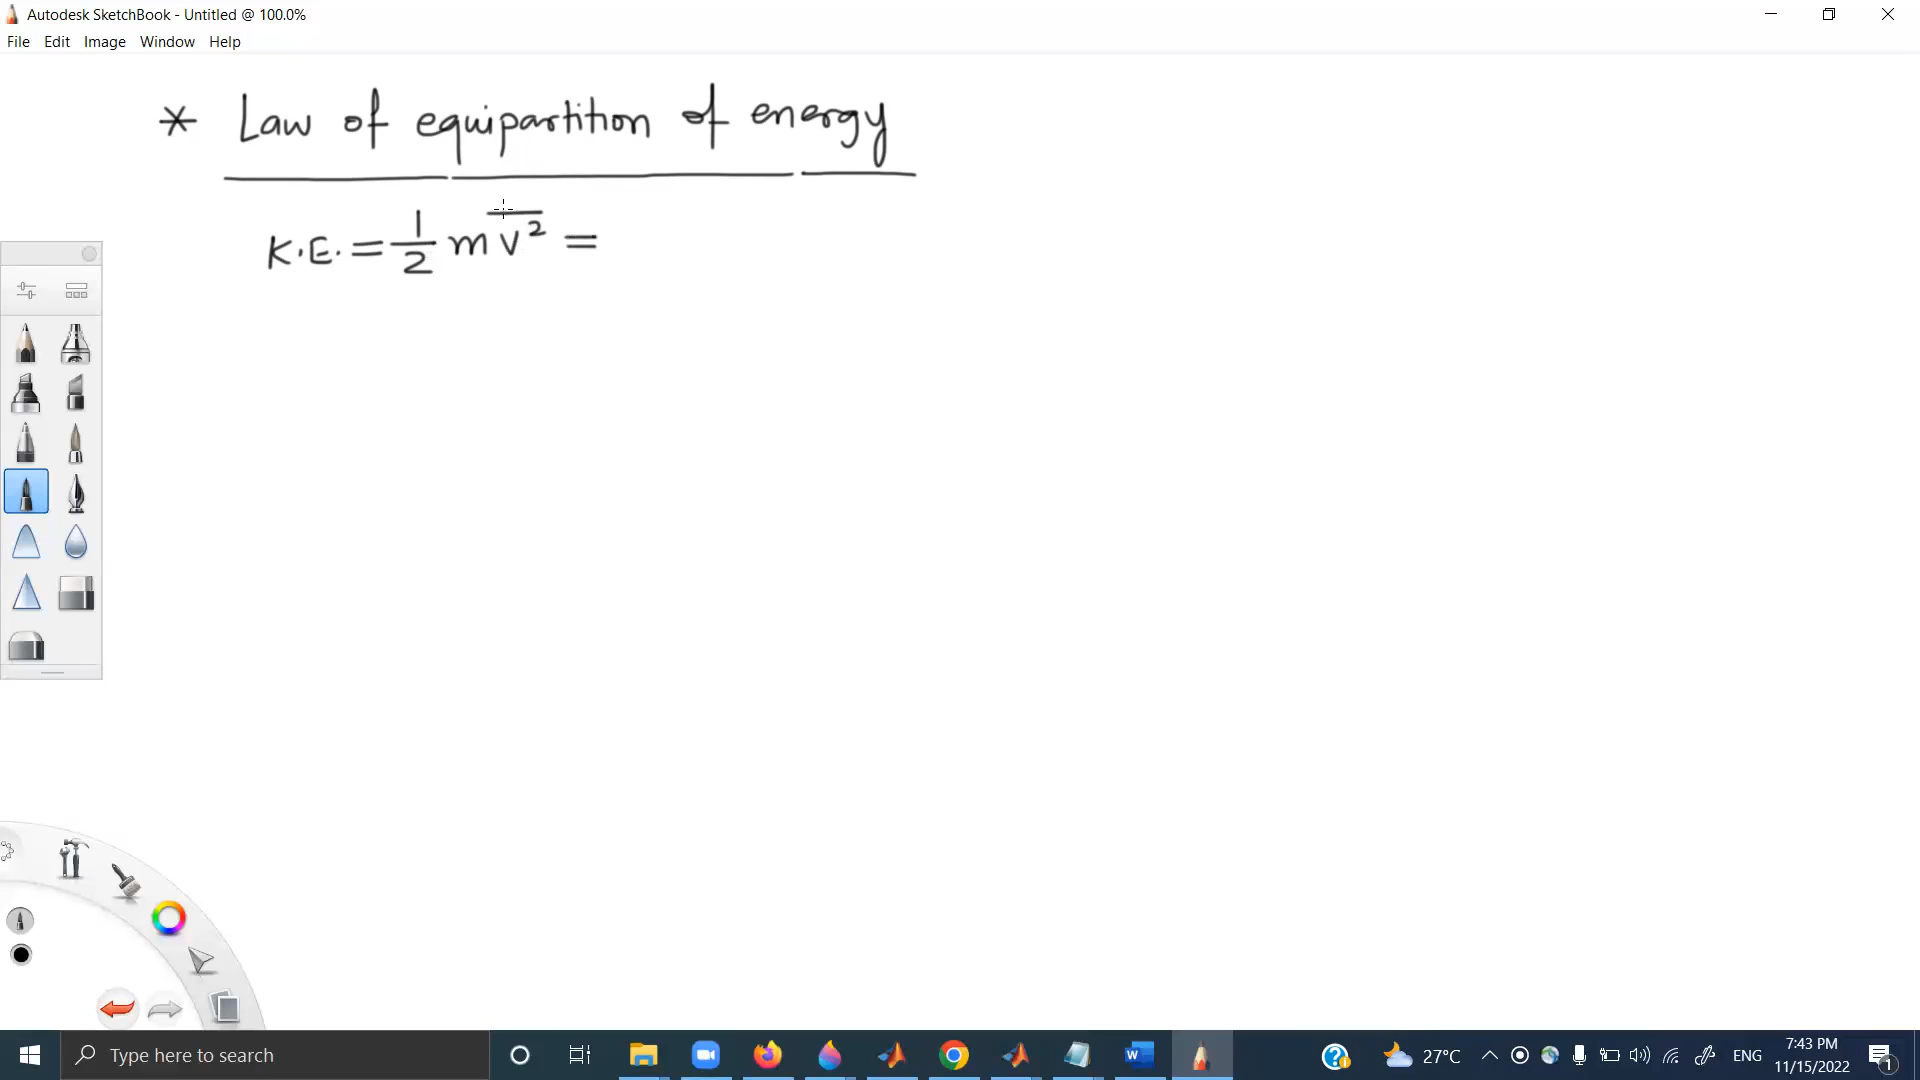 Autodesk SketchBook - Untitled @ 100.0%
File Edit Image Window Help
* Law of equipartition of energy
K.E. = 1/2 m v̅²̅ =
Type here to search
W
27°C
ENG
7:43 PM
11/15/2022
1